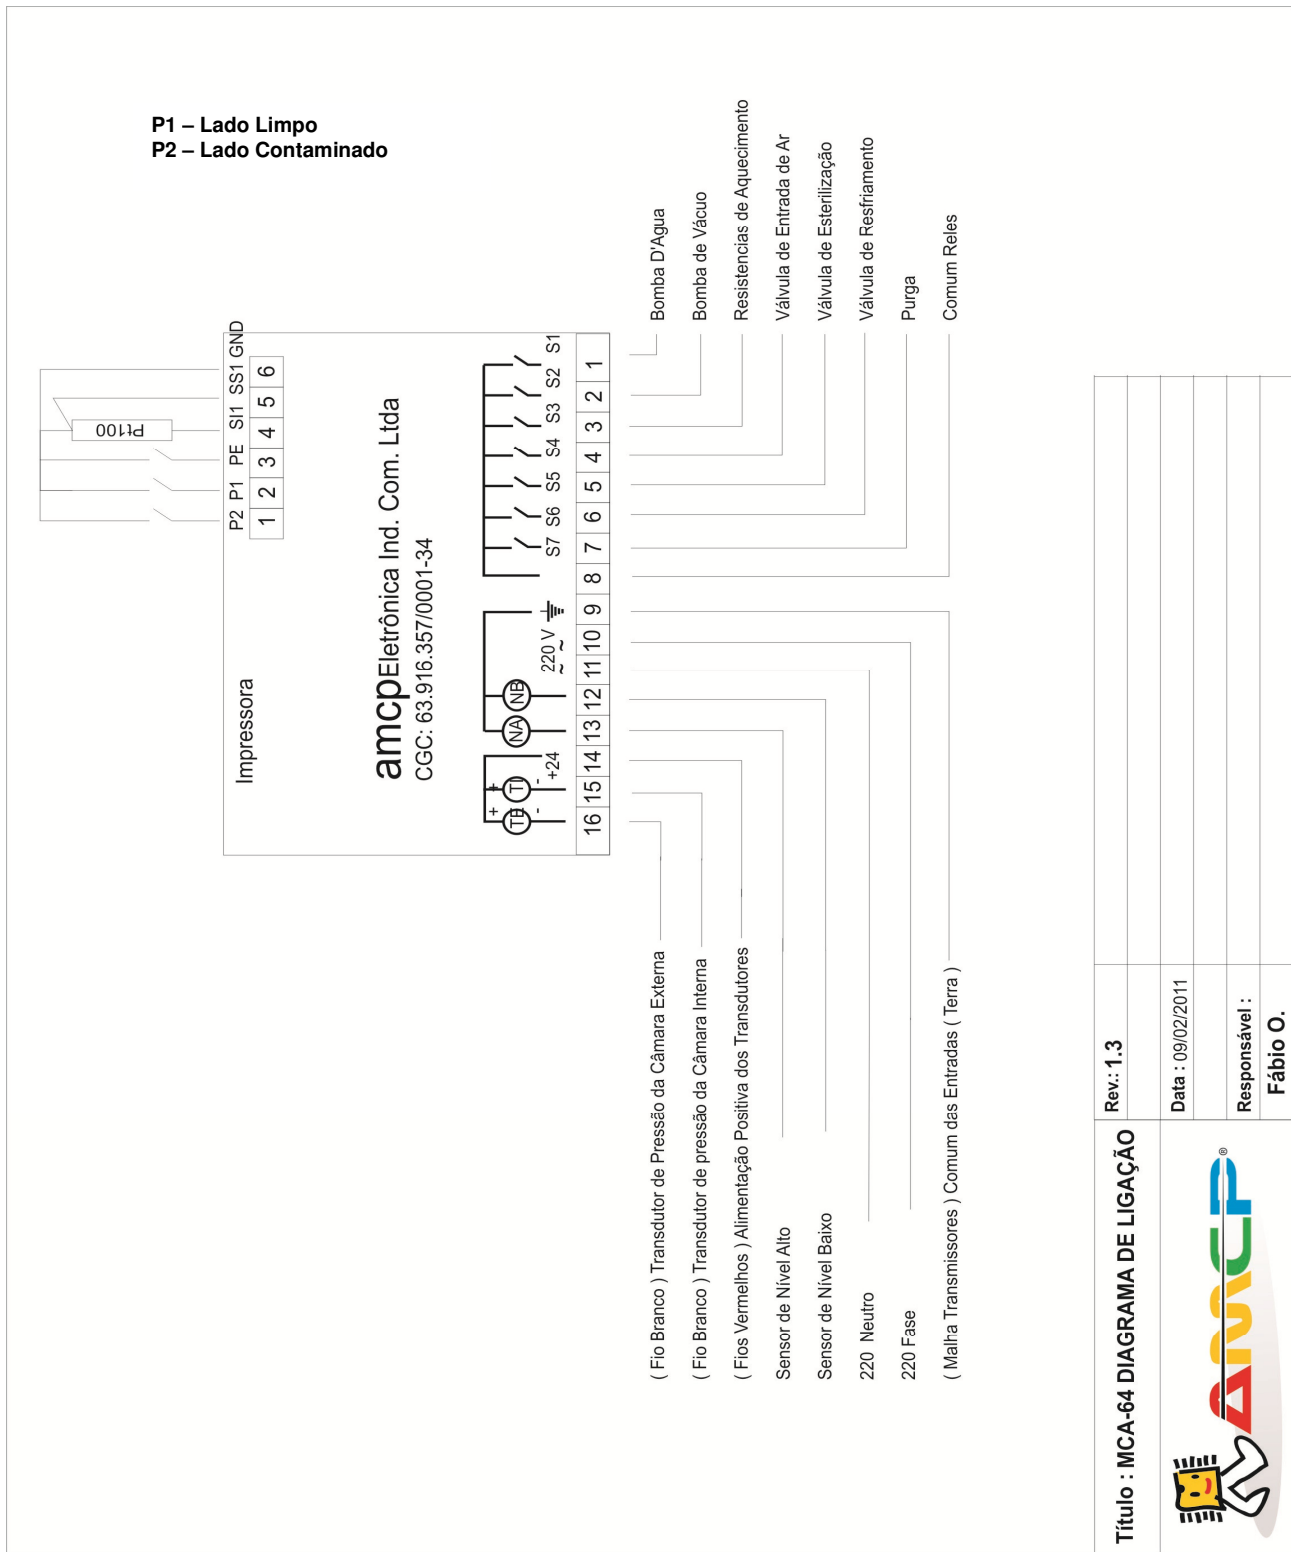 P1 – Lado Limpo
P2 – Lado Contaminado
Pt100
P2 P1 PE SI1 SS1 GND
1 2 3 4 5 6
Impressora
amcp Eletrônica Ind. Com. Ltda
CGC: 63.916.357/0001-34
TE TI +24 NA NB 220 V S7 S6 S5 S4 S3 S2 S1
+ +
- -
~ ~
16 15 14 13 12 11 10 9 8 7 6 5 4 3 2 1
Bomba D'Agua
Bomba de Vácuo
Resistencias de Aquecimento
Válvula de Entrada de Ar
Válvula de Esterilização
Válvula de Resfriamento
Purga
Comum Reles
( Fio Branco ) Transdutor de Pressão da Câmara Externa
( Fio Branco ) Transdutor de pressão da Câmara Interna
( Fios Vermelhos ) Alimentação Positiva dos Transdutores
Sensor de Nível Alto
Sensor de Nível Baixo
220 Neutro
220 Fase
( Malha Transmissores ) Comum das Entradas ( Terra )
Título : MCA-64 DIAGRAMA DE LIGAÇÃO
Rev.: 1.3
Data : 09/02/2011
Responsável :
Fábio O.
AMCP®